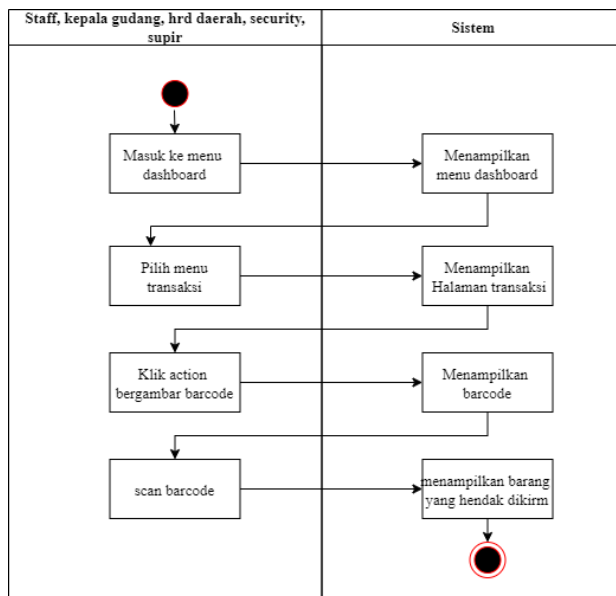 Staff, kepala gudang, hrd daerah, security,
supir
Sistem
Masuk ke menu
dashboard
Menampilkan
menu dashboard
Pilih menu
transaksi
Menampilkan
Halaman transaksi
Klik action
bergambar barcode
Menampilkan
barcode
scan barcode
menampilkan barang
yang hendak dikirm